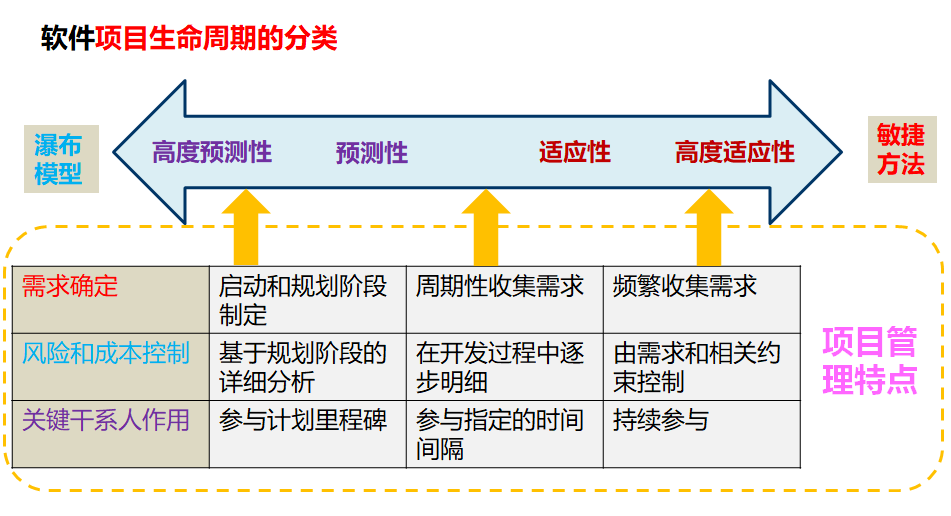 软件项目生命周期的分类
瀑布
模型
高度预测性
预测性
适应性
高度适应性
敏捷
方法
需求确定
启动和规划阶段
制定
周期性收集需求
频繁收集需求
风险和成本控制
基于规划阶段的
详细分析
在开发过程中逐
步明细
由需求和相关约
束控制
关键干系人作用
参与计划里程碑
参与指定的时间
间隔
持续参与
项目管
理特点